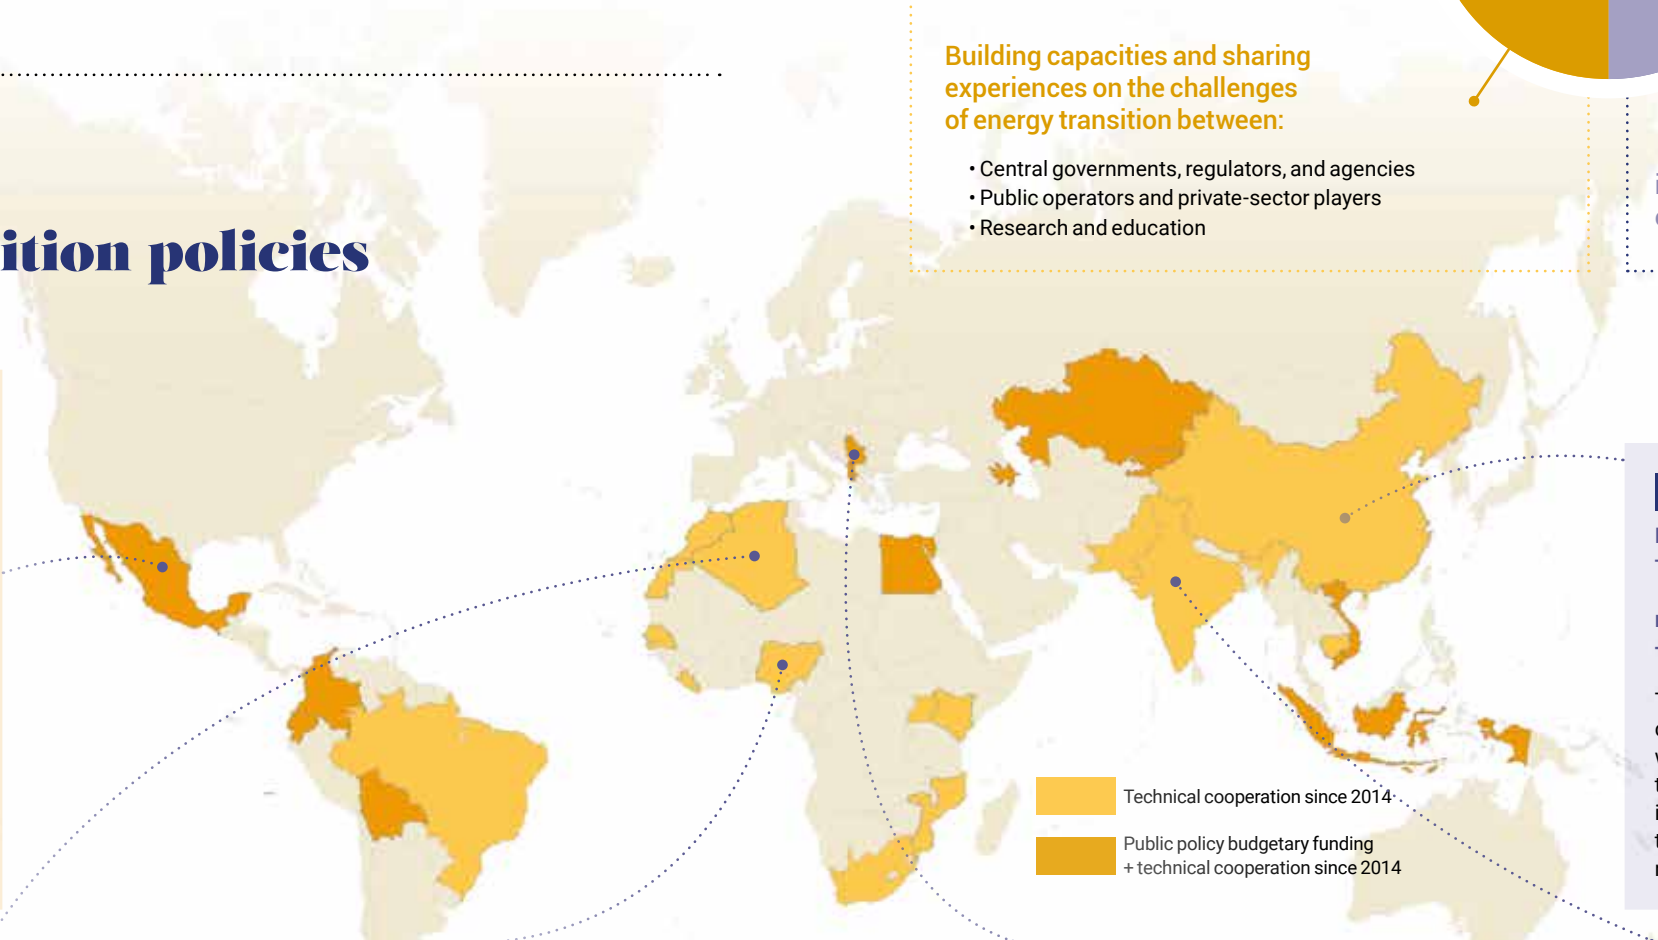 Building capacities and sharing
experiences on the challenges
of energy transition between:
• Central governments, regulators, and agencies
• Public operators and private-sector players
• Research and education
ition policies
Technical cooperation since 2014
Public policy budgetary funding
+ technical cooperation since 2014